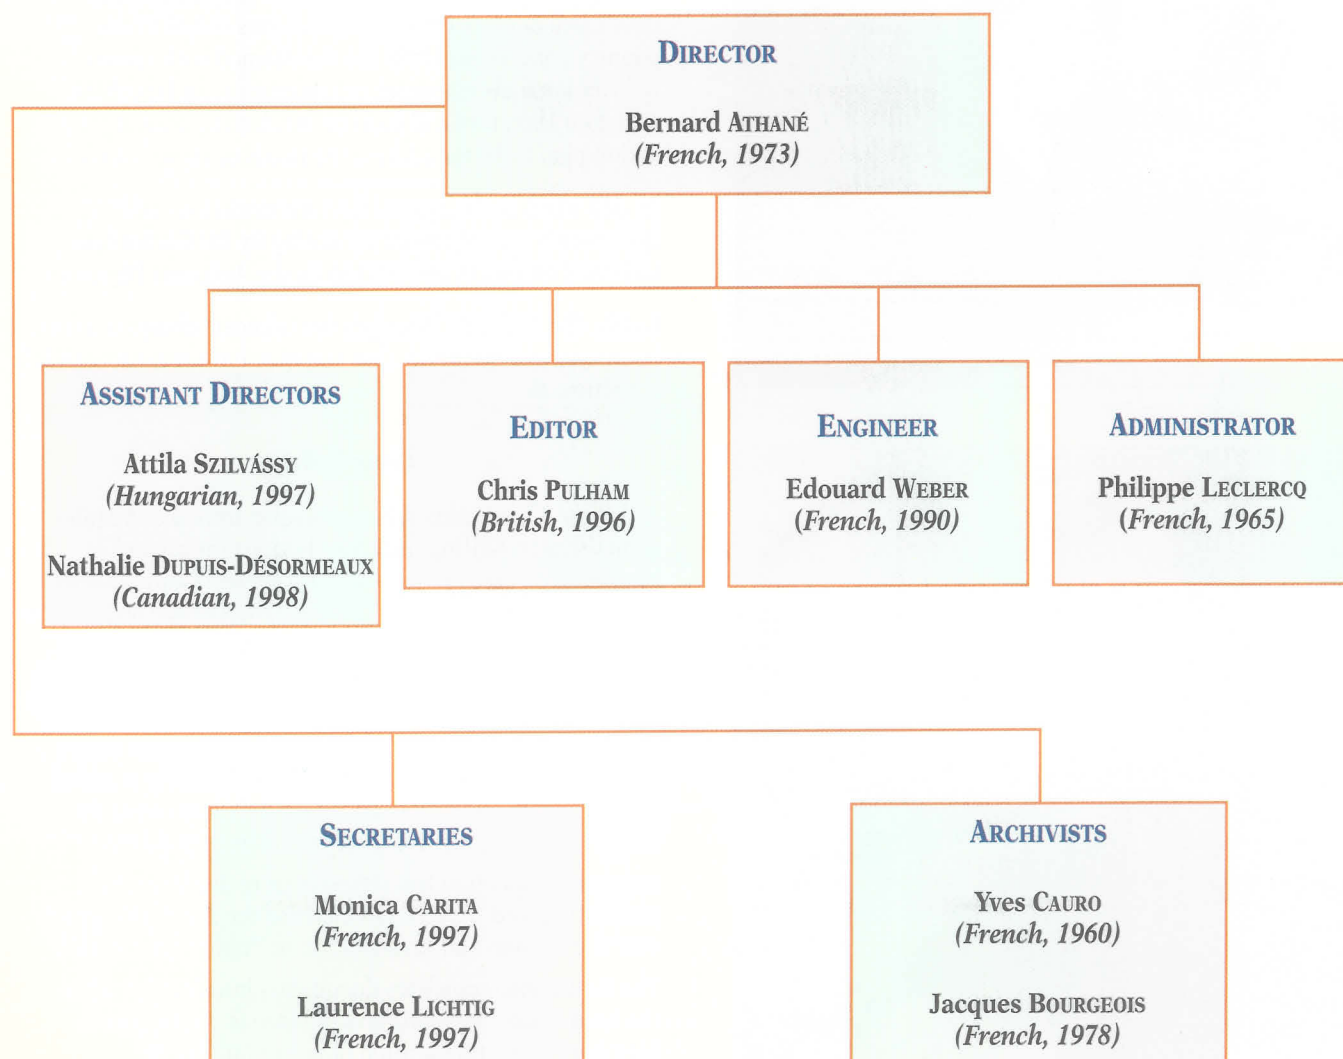 DIRECTOR
Bernard ATHANÉ
(French, 1973)
ASSISTANT DIRECTORS
Attila SZILVÁSSY
(Hungarian, 1997)
Nathalie DUPUIS-DÉSORMEAUX
(Canadian, 1998)
EDITOR
Chris PULHAM
(British, 1996)
ENGINEER
Edouard WEBER
(French, 1990)
ADMINISTRATOR
Philippe LECLERCQ
(French, 1965)
SECRETARIES
Monica CARITA
(French, 1997)
Laurence LICHTIG
(French, 1997)
ARCHIVISTS
Yves CAURO
(French, 1960)
Jacques BOURGEOIS
(French, 1978)